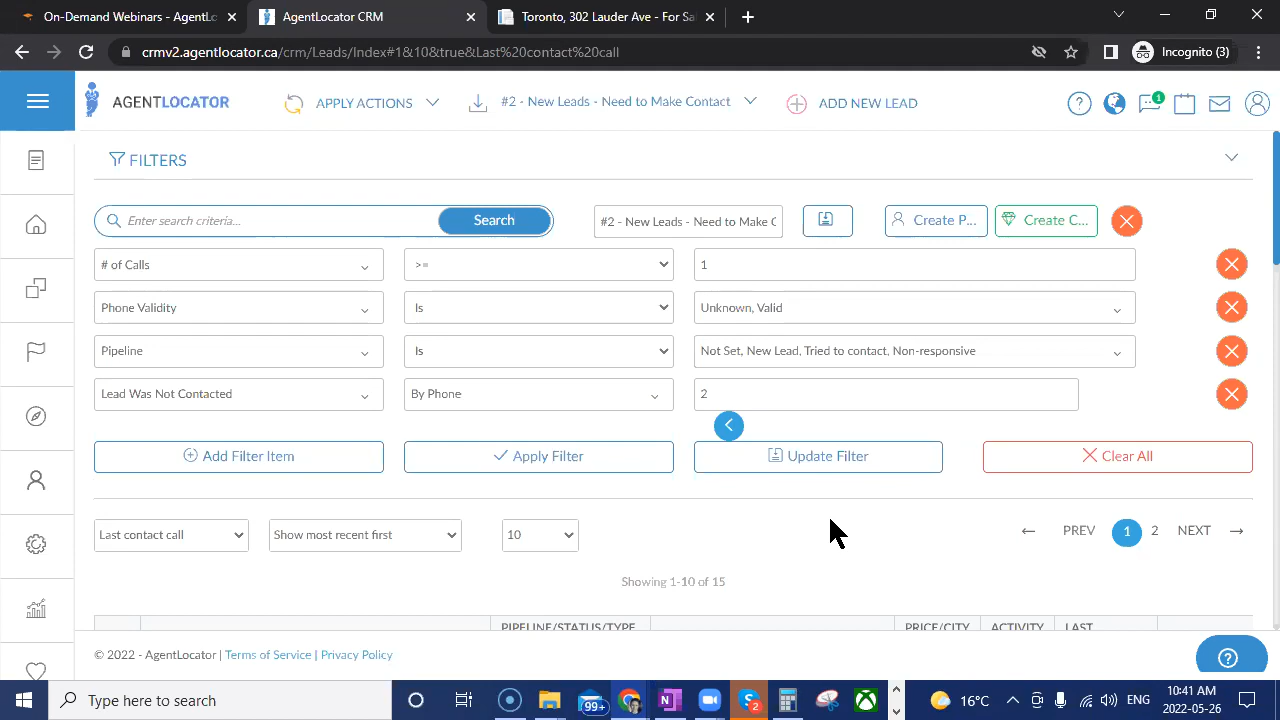 On-Demand Webinars - AgentLo
AgentLocator CRM
Toronto, 302 Lauder Ave - For Sal
crmv2.agentlocator.ca/crm/Leads/Index#1&10&true&Last%20contact%20call
Incognito (3)
AGENTLOCATOR
APPLY ACTIONS
#2 - New Leads - Need to Make Contact
ADD NEW LEAD
1
FILTERS
Enter search criteria...
Search
#2 - New Leads - Need to Make C
Create P...
Create C...
# of Calls
>=
1
Phone Validity
Is
Unknown, Valid
Pipeline
Is
Not Set, New Lead, Tried to contact, Non-responsive
Lead Was Not Contacted
By Phone
2
Add Filter Item
Apply Filter
Update Filter
Clear All
Last contact call
Show most recent first
10
PREV
1
2
NEXT
Showing 1-10 of 15
PIPELINE/STATUS/TYPE
PRICE/CITY
ACTIVITY
LAST
© 2022 - AgentLocator | Terms of Service | Privacy Policy
Type here to search
99+
2
16°C
ENG
10:41 AM
2022-05-26